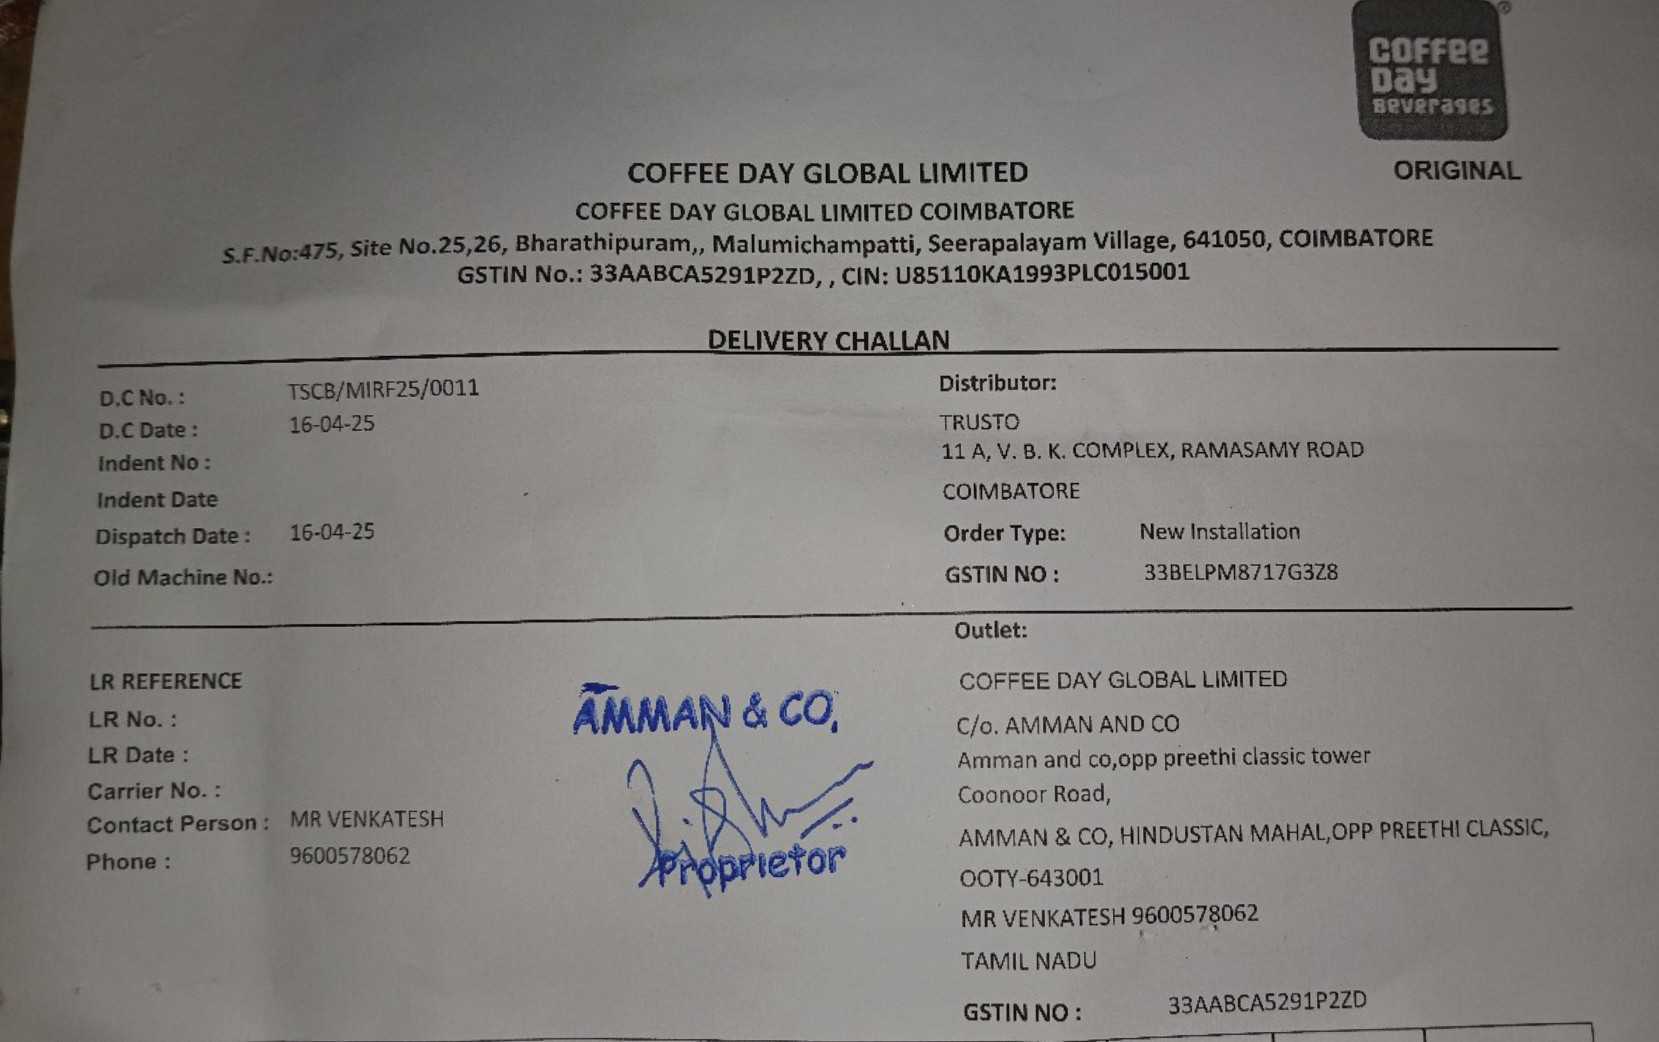 COFFEE
Day
Beverages
®
ORIGINAL
COFFEE DAY GLOBAL LIMITED
COFFEE DAY GLOBAL LIMITED COIMBATORE
S.F.No:475, Site No.25,26, Bharathipuram,, Malumichampatti, Seerapalayam Village, 641050, COIMBATORE
GSTIN No.: 33AABCA5291P2ZD, , CIN: U85110KA1993PLC015001
DELIVERY CHALLAN
D.C No. : TSCB/MIRF25/0011
D.C Date : 16-04-25
Indent No :
Indent Date
Dispatch Date : 16-04-25
Old Machine No.:
Distributor:
TRUSTO
11 A, V. B. K. COMPLEX, RAMASAMY ROAD
COIMBATORE
Order Type: New Installation
GSTIN NO : 33BELPM8717G3Z8
LR REFERENCE
LR No. :
LR Date :
Carrier No. :
Contact Person : MR VENKATESH
Phone : 9600578062
AMMAN & CO,
Proprietor
Outlet:
COFFEE DAY GLOBAL LIMITED
C/o. AMMAN AND CO
Amman and co,opp preethi classic tower
Coonoor Road,
AMMAN & CO, HINDUSTAN MAHAL,OPP PREETHI CLASSIC,
OOTY-643001
MR VENKATESH 9600578062
TAMIL NADU
GSTIN NO : 33AABCA5291P2ZD